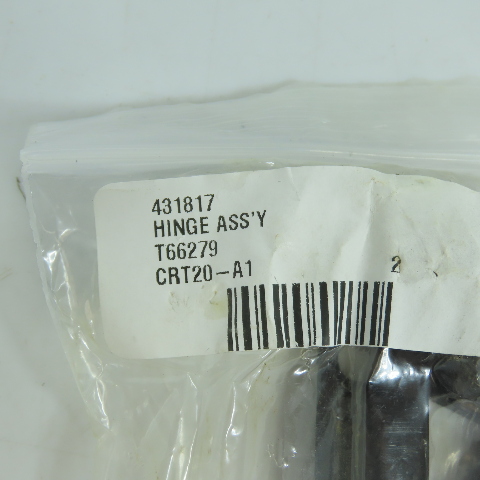 431817
HINGE ASS'Y
T66279
CRT20-A1
2